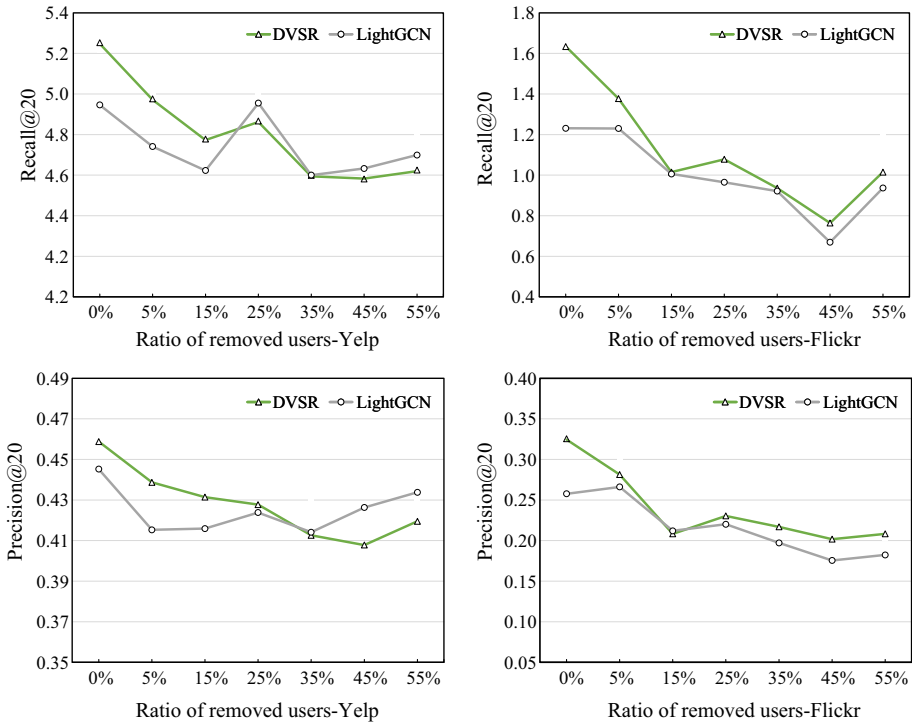 5.4
5.2
5.0
4.8
4.6
4.4
4.2
4.2
Recall@20
DVSR LightGCN
0% 5% 15% 25% 35% 45% 55%
Ratio of removed users-Yelp
1.8
1.6
1.4
1.2
1.0
0.8
0.6
0.4
Recall@20
DVSR LightGCN
0% 5% 15% 25% 35% 45% 55%
Ratio of removed users-Flickr
0.49
0.47
0.45
0.43
0.41
0.39
0.37
0.35
Precision@20
DVSR LightGCN
0% 5% 15% 25% 35% 45% 55%
Ratio of removed users-Yelp
0.40
0.35
0.30
0.25
0.20
0.15
0.10
0.05
Precision@20
DVSR LightGCN
0% 5% 15% 25% 35% 45% 55%
Ratio of removed users-Flickr